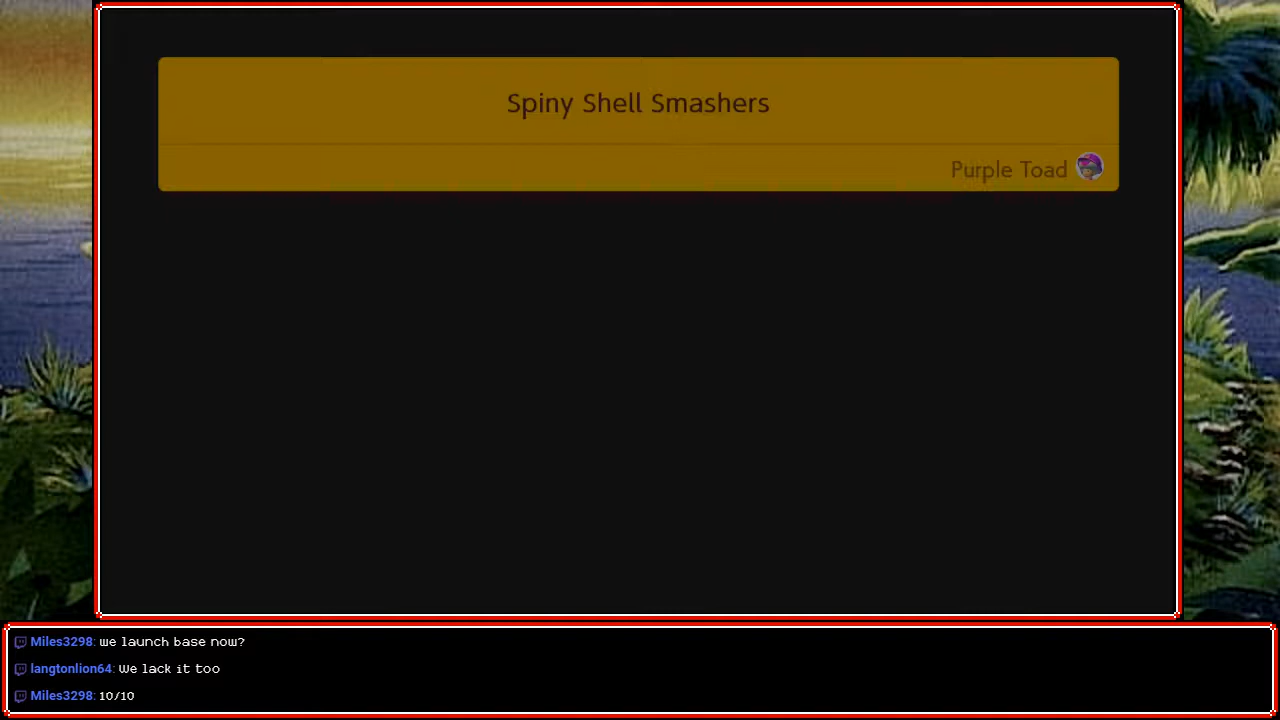 Spiny Shell Smashers
Purple Toad
Miles3298: we launch base now?
langtonlion64: We lack it too
Miles3298: 10/10